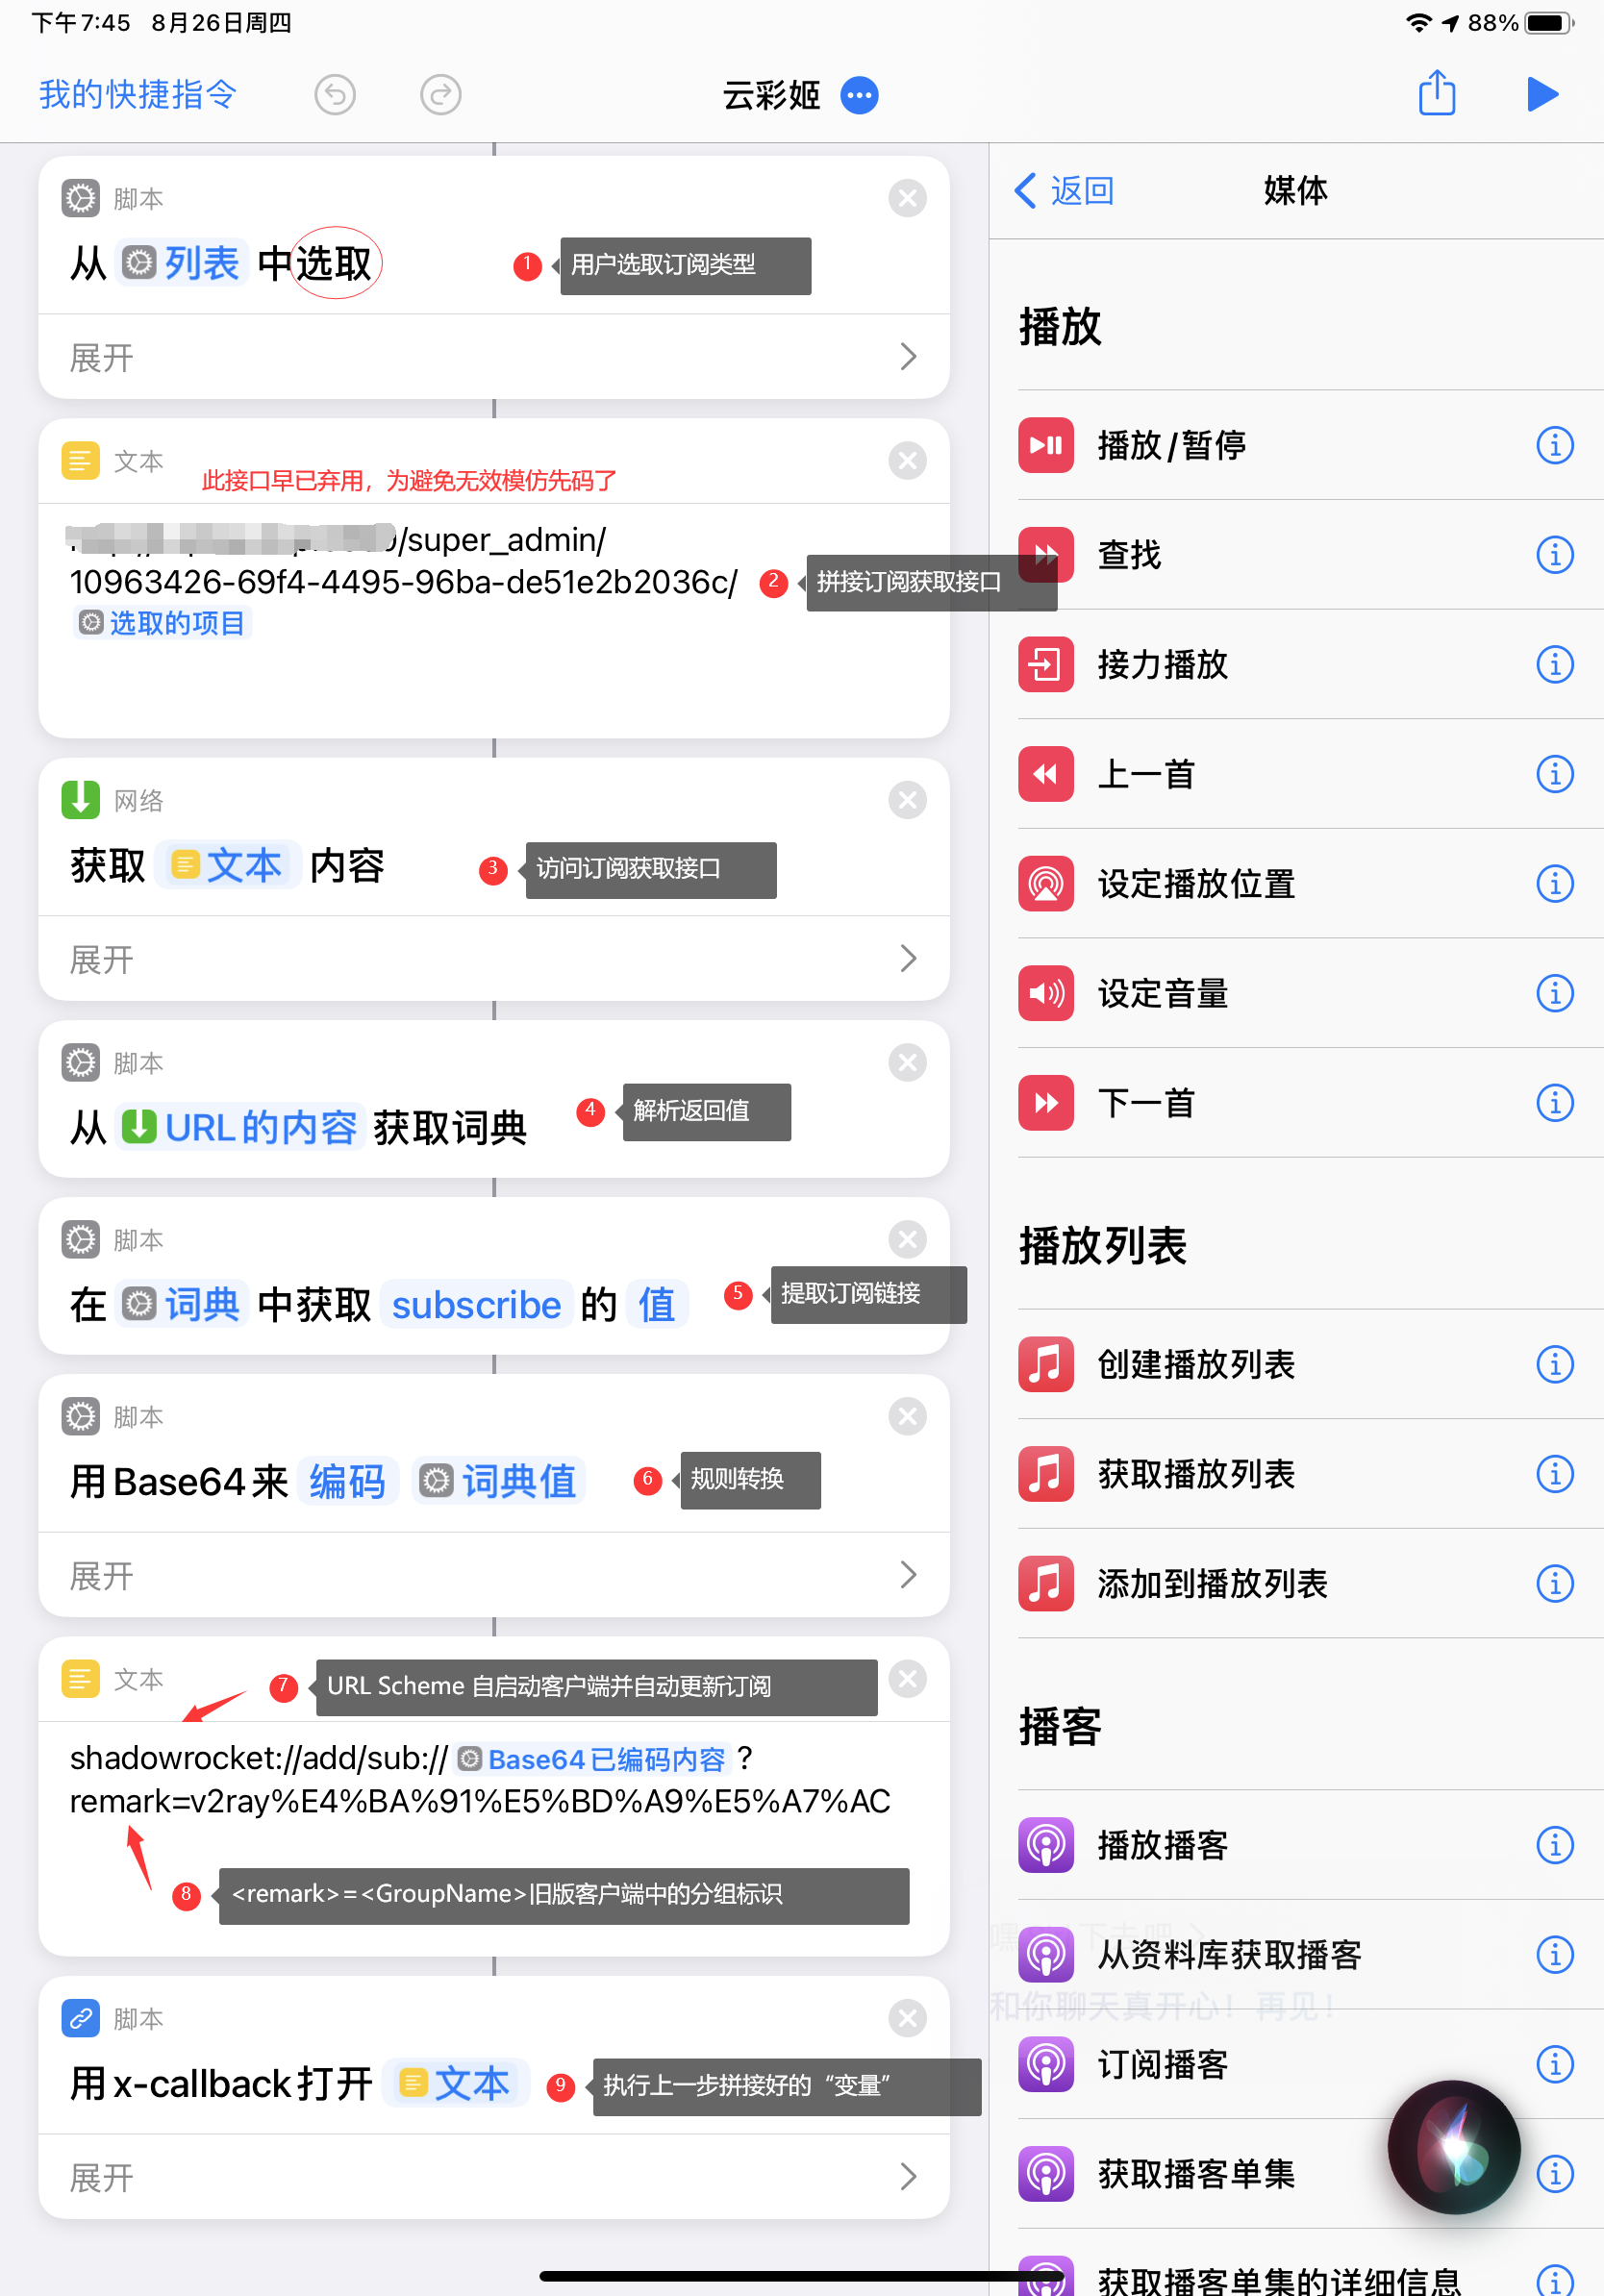 下午7:45 8月26日周四
88%
我的快捷指令
云彩姬
脚本
从 列表 中选取
1 用户选取订阅类型
展开
文本
此接口早已弃用，为避免无效模仿先码了
/super_admin/
10963426-69f4-4495-96ba-de51e2b2036c/
2 拼接订阅获取接口
选取的项目
网络
获取 文本 内容
3 访问订阅获取接口
展开
脚本
从 URL的内容 获取词典
4 解析返回值
脚本
在 词典 中获取 subscribe 的 值
5 提取订阅链接
脚本
用Base64来 编码 词典值
6 规则转换
展开
文本
7 URL Scheme 自启动客户端并自动更新订阅
shadowrocket://add/sub:// Base64已编码内容 ?
remark=v2ray%E4%BA%91%E5%BD%A9%E5%A7%AC
8 <remark>=<GroupName>旧版客户端中的分组标识
脚本
用x-callback打开 文本
9 执行上一步拼接好的“变量”
展开
返回
媒体
播放
播放/暂停
查找
接力播放
上一首
设定播放位置
设定音量
下一首
播放列表
创建播放列表
获取播放列表
添加到播放列表
播客
播放播客
从资料库获取播客
和你聊天真开心！再见！
订阅播客
获取播客单集
获取播客单集的详细信息